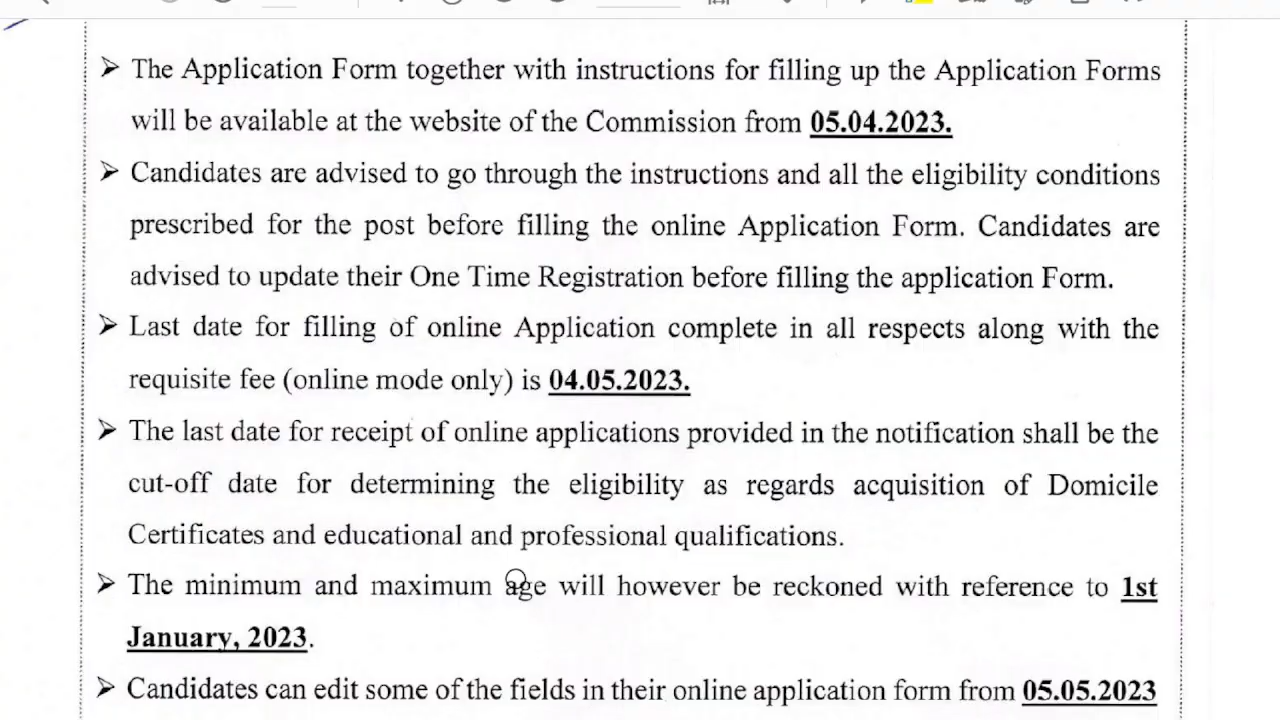 ➢ The Application Form together with instructions for filling up the Application Forms
will be available at the website of the Commission from 05.04.2023.
➢ Candidates are advised to go through the instructions and all the eligibility conditions
prescribed for the post before filling the online Application Form. Candidates are
advised to update their One Time Registration before filling the application Form.
➢ Last date for filling of online Application complete in all respects along with the
requisite fee (online mode only) is 04.05.2023.
➢ The last date for receipt of online applications provided in the notification shall be the
cut-off date for determining the eligibility as regards acquisition of Domicile
Certificates and educational and professional qualifications.
➢ The minimum and maximum age will however be reckoned with reference to 1st
January, 2023.
➢ Candidates can edit some of the fields in their online application form from 05.05.2023